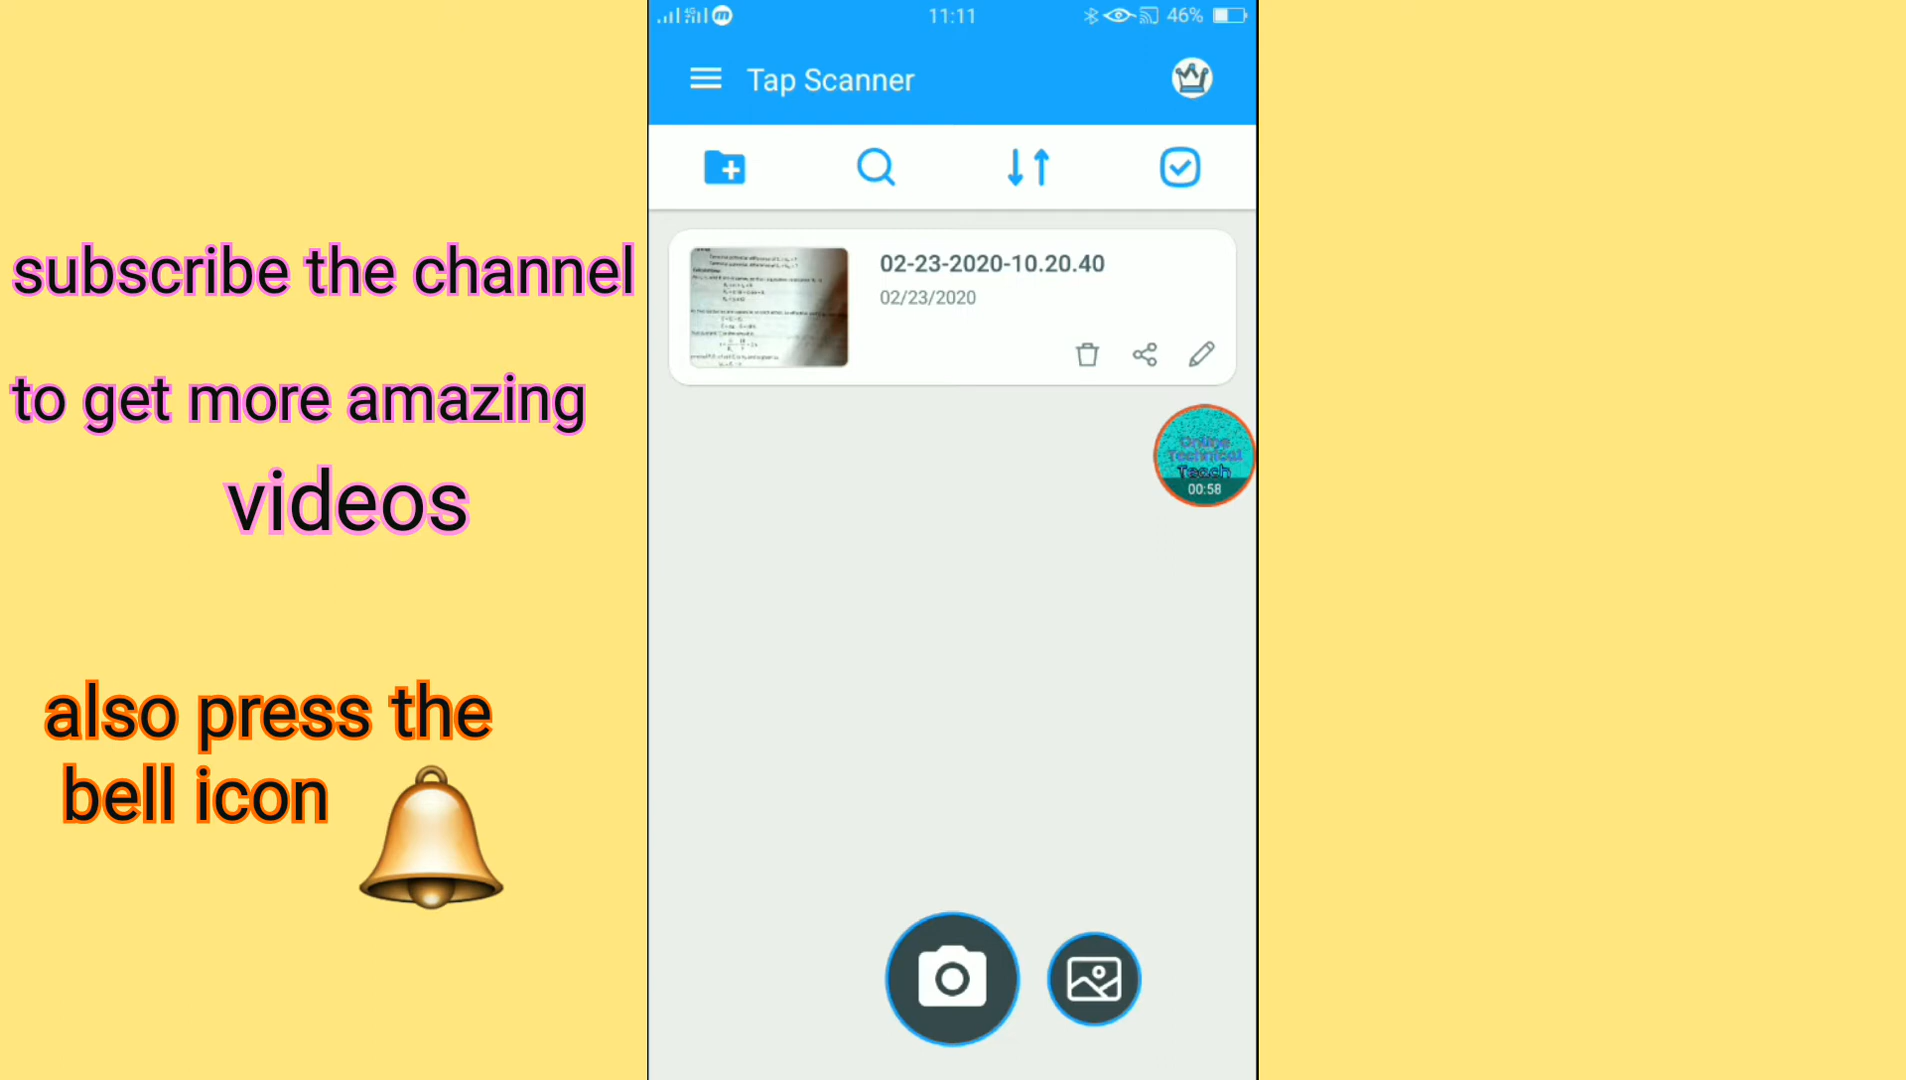 11:11
46%
Tap Scanner
02-23-2020-10.20.40
02/23/2020
Online
Technical
Teach
00:58
subscribe the channel
to get more amazing
videos
also press the
bell icon